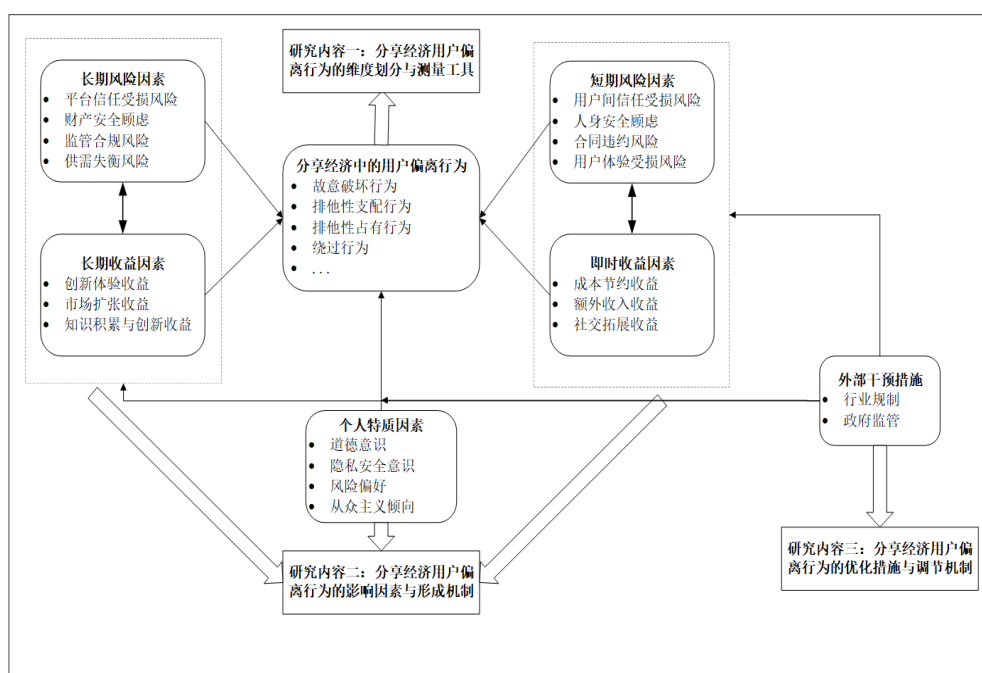 研究内容一：分享经济用户偏
离行为的维度划分与测量工具
长期风险因素
● 平台信任受损风险
● 财产安全顾虑
● 监管合规风险
● 供需失衡风险
短期风险因素
● 用户间信任受损风险
● 人身安全顾虑
● 合同违约风险
● 用户体验受损风险
分享经济中的用户偏离行为
● 故意破坏行为
● 排他性支配行为
● 排他性占有行为
● 绕过行为
● ...
长期收益因素
● 创新体验收益
● 市场扩张收益
● 知识积累与创新收益
即时收益因素
● 成本节约收益
● 额外收入收益
● 社交拓展收益
外部干预措施
● 行业规制
● 政府监管
个人特质因素
● 道德意识
● 隐私安全意识
● 风险偏好
● 从众主义倾向
研究内容二：分享经济用户偏
离行为的影响因素与形成机制
研究内容三：分享经济用户偏
离行为的优化措施与调节机制